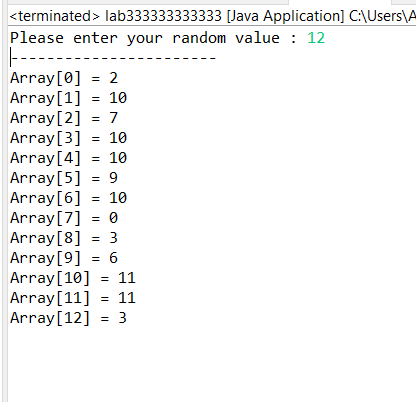 <terminated> lab333333333333 [Java Application] C:\Users\A
Please enter your random value : 12
-----------------------
Array[0] = 2
Array[1] = 10
Array[2] = 7
Array[3] = 10
Array[4] = 10
Array[5] = 9
Array[6] = 10
Array[7] = 0
Array[8] = 3
Array[9] = 6
Array[10] = 11
Array[11] = 11
Array[12] = 3